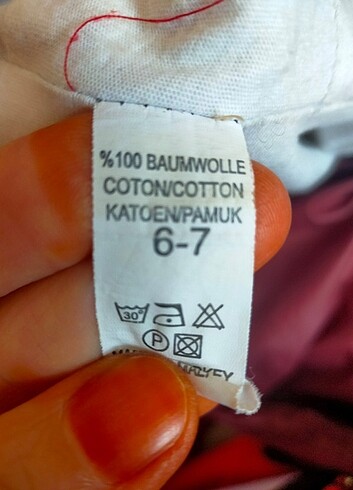 %100 BAUMWOLLE
COTON/COTTON
KATOEN/PAMUK
6-7
30°
P